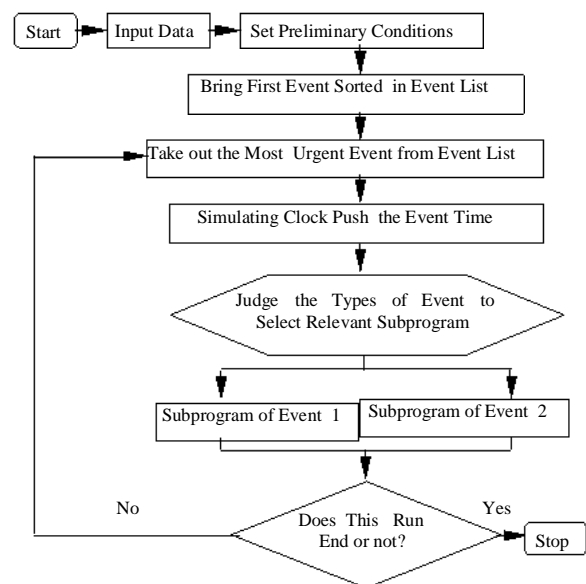 Start
Input Data
Set Preliminary Conditions
Bring First Event Sorted in Event List
Take out the Most Urgent Event from Event List
Simulating Clock Push the Event Time
Judge the Types of Event to
Select Relevant Subprogram
Subprogram of Event 1
Subprogram of Event 2
No
Yes
Does This Run
End or not?
Stop